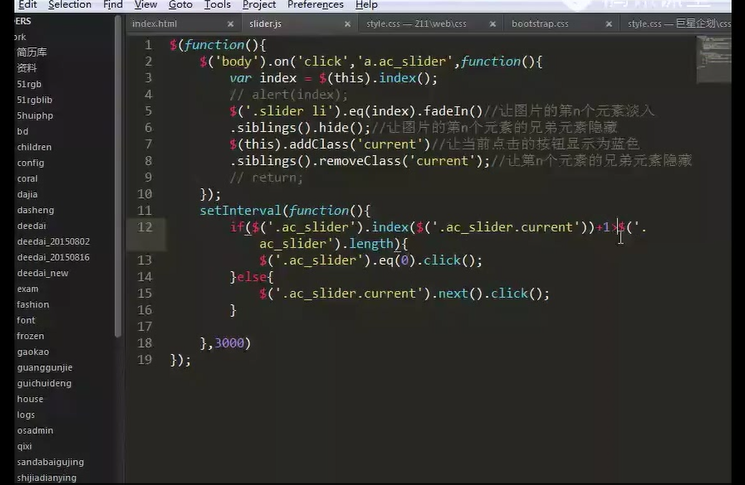 Edit Selection Find View Goto Tools Project Preferences Help
index.html × slider.js × style.css — Z11\web\css × bootstrap.css × style.css — 巨星企划\css
简历库
资料
51rgb
51rgblib
5huiphp
bd
children
config
coral
dajia
dasheng
deedai
deedai_20150802
deedai_20150816
deedai_new
exam
fashion
font
frozen
gaokao
guanggunjie
guichuideng
house
logs
osadmin
qixi
sandabaigujing
shijiadianying
1 $(function(){
2 $('body').on('click','a.ac_slider',function(){
3 var index = $(this).index();
4 // alert(index);
5 $('.slider li').eq(index).fadeIn()//让图片的第n个元素淡入
6 .siblings().hide();//让图片的第n个元素的兄弟元素隐藏
7 $(this).addClass('current')//让当前点击的按钮显示为蓝色
8 .siblings().removeClass('current');//让第n个元素的兄弟元素隐藏
9 // return;
10 });
11 setInterval(function(){
12 if($('.ac_slider').index($('.ac_slider.current'))+1>$('.
ac_slider').length){
13 $('.ac_slider').eq(0).click();
14 }else{
15 $('.ac_slider.current').next().click();
16 }
17
18 },3000)
19 });